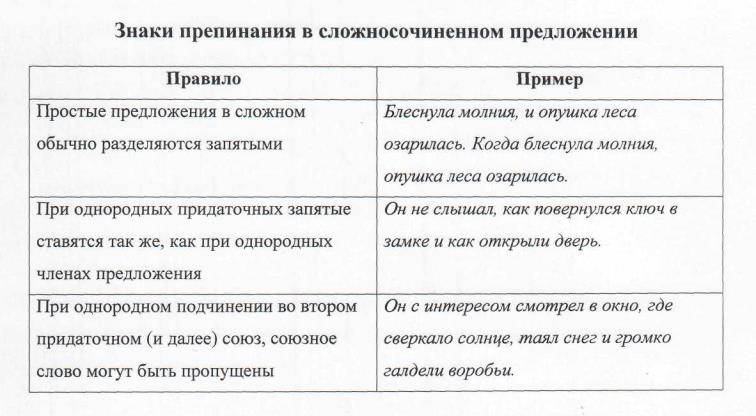 Знаки препинания в сложносочиненном предложении
Правило
Пример
Простые предложения в сложном
обычно разделяются запятыми
Блеснула молния, и опушка леса
озарилась. Когда блеснула молния,
опушка леса озарилась.
При однородных придаточных запятые
ставятся так же, как при однородных
членах предложения
Он не слышал, как повернулся ключ в
замке и как открыли дверь.
При однородном подчинении во втором
придаточном (и далее) союз, союзное
слово могут быть пропущены
Он с интересом смотрел в окно, где
сверкало солнце, таял снег и громко
галдели воробьи.